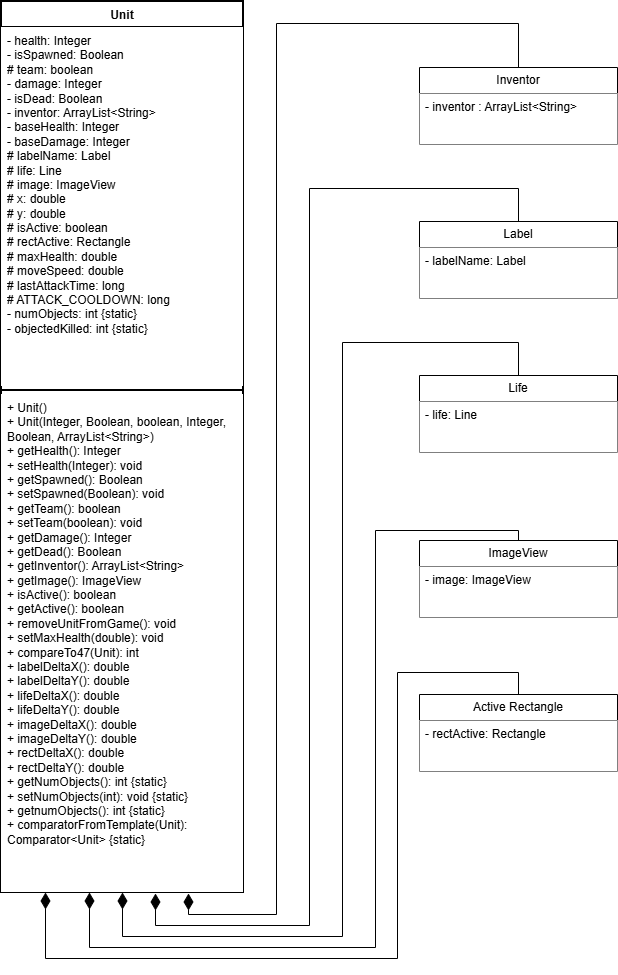 Unit
- health: Integer
- isSpawned: Boolean
# team: boolean
- damage: Integer
- isDead: Boolean
- inventor: ArrayList<String>
- baseHealth: Integer
- baseDamage: Integer
# labelName: Label
# life: Line
# image: ImageView
# x: double
# y: double
# isActive: boolean
# rectActive: Rectangle
# maxHealth: double
# moveSpeed: double
# lastAttackTime: long
# ATTACK_COOLDOWN: long
- numObjects: int {static}
- objectedKilled: int {static}
+ Unit()
+ Unit(Integer, Boolean, boolean, Integer,
Boolean, ArrayList<String>)
+ getHealth(): Integer
+ setHealth(Integer): void
+ getSpawned(): Boolean
+ setSpawned(Boolean): void
+ getTeam(): boolean
+ setTeam(boolean): void
+ getDamage(): Integer
+ getDead(): Boolean
+ getInventor(): ArrayList<String>
+ getImage(): ImageView
+ isActive(): boolean
+ getActive(): boolean
+ removeUnitFromGame(): void
+ setMaxHealth(double): void
+ compareTo47(Unit): int
+ labelDeltaX(): double
+ labelDeltaY(): double
+ lifeDeltaX(): double
+ lifeDeltaY(): double
+ imageDeltaX(): double
+ imageDeltaY(): double
+ rectDeltaX(): double
+ rectDeltaY(): double
+ getNumObjects(): int {static}
+ setNumObjects(int): void {static}
+ getnumObjects(): int {static}
+ comparatorFromTemplate(Unit):
Comparator<Unit> {static}
Inventor
- inventor : ArrayList<String>
Label
- labelName: Label
Life
- life: Line
ImageView
- image: ImageView
Active Rectangle
- rectActive: Rectangle